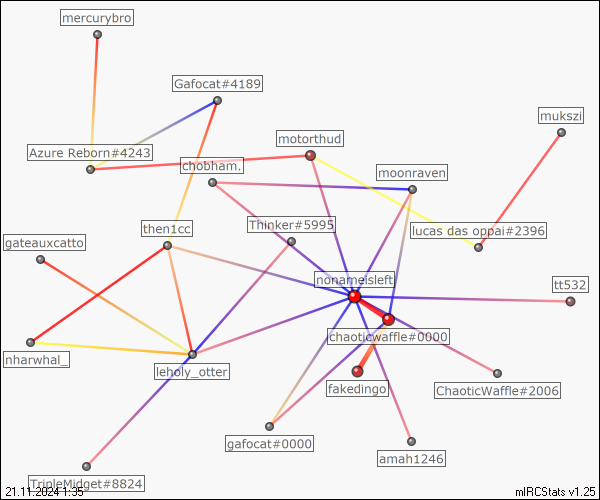 mercurybro
Gafocat#4189
mukszi
motorthud
Azure Reborn#4243
chobham.
moonraven
Thinker#5995
then1cc
lucas das oppai#2396
gateauxcatto
nonameisleft
tt532
chaoticwaffle#0000
nharwhal_
leholy_otter
fakedingo
ChaoticWaffle#2006
gafocat#0000
amah1246
TripleMidget#8824
21.11.2024 1:35
mIRCStats v1.25